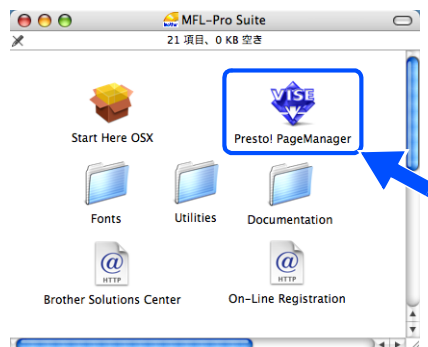 MFL-Pro Suite
21 項目、0 KB 空き
VISE
Start Here OSX
Presto! PageManager
Fonts
Utilities
Documentation
@
HTTP
@
HTTP
Brother Solutions Center
On-Line Registration